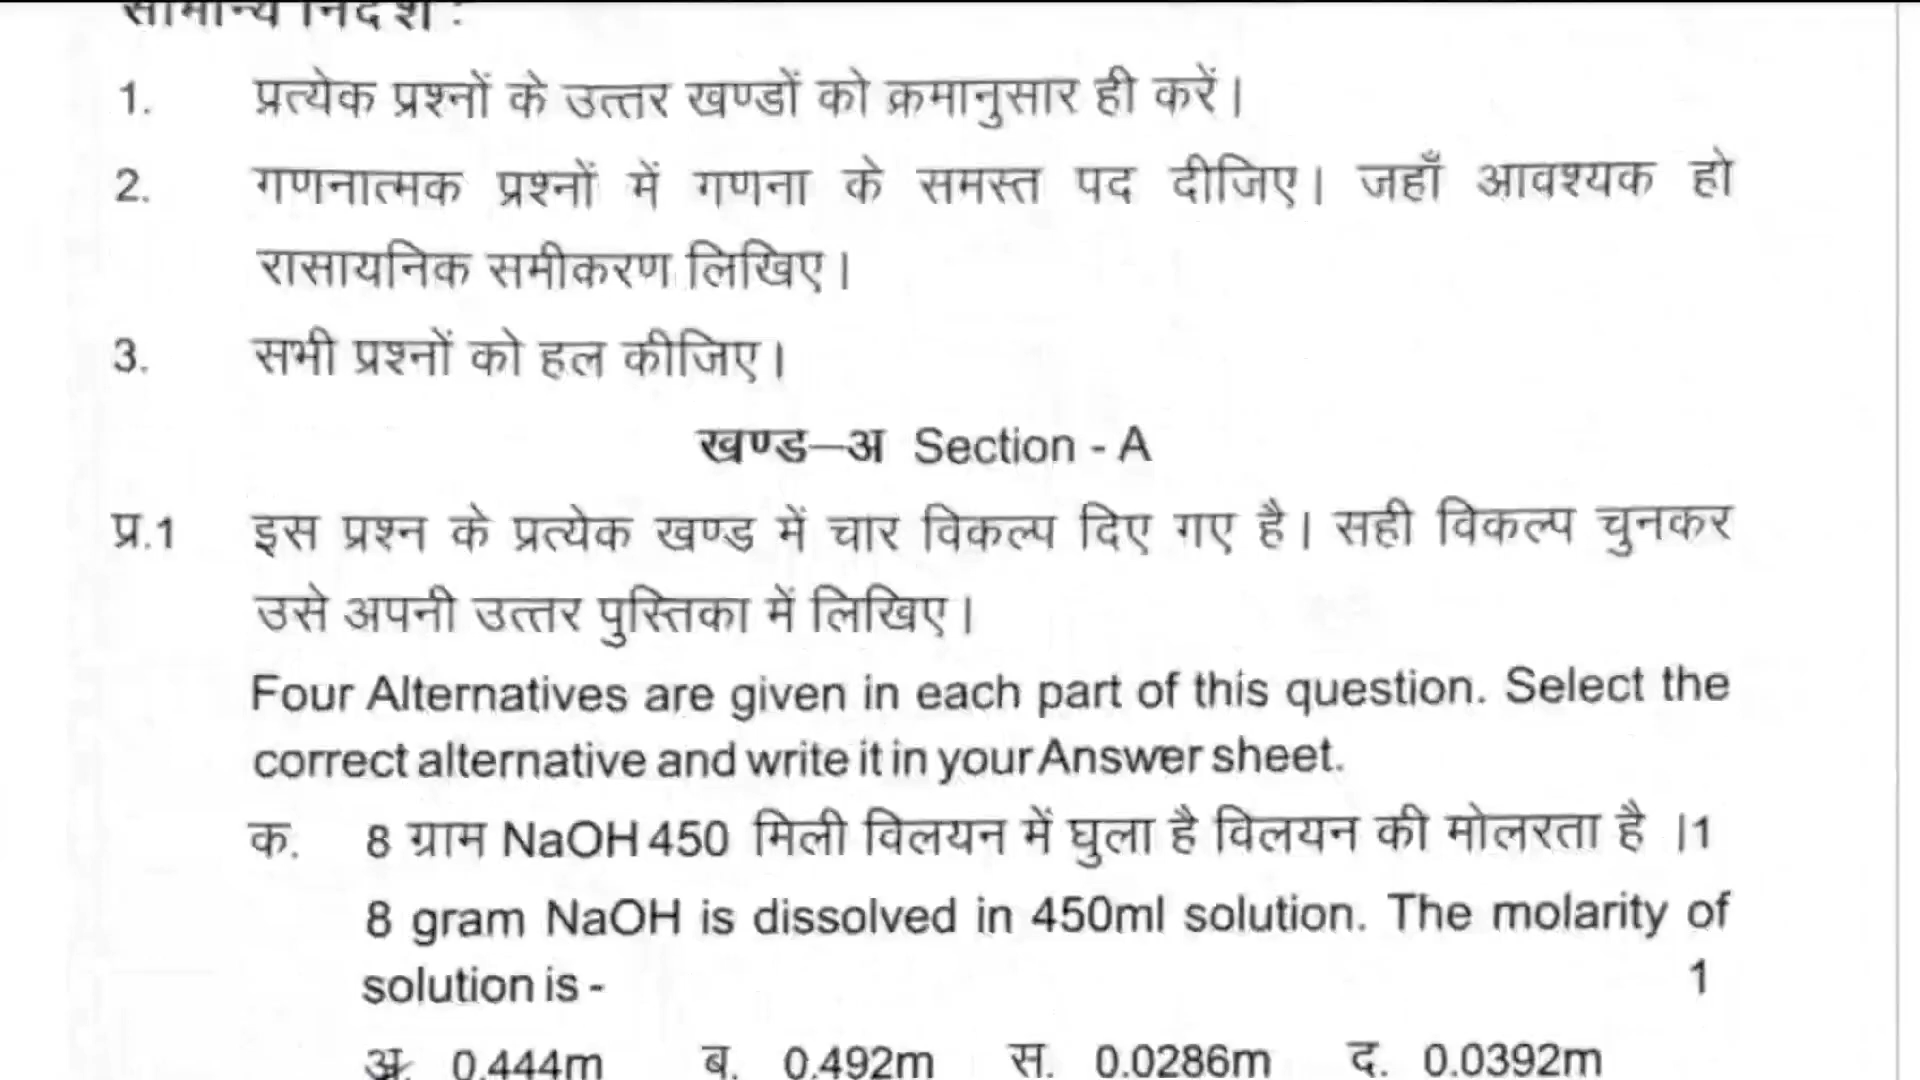 सामान्य निर्देश :
1. प्रत्येक प्रश्नों के उत्तर खण्डों को क्रमानुसार ही करें।
2. गणनात्मक प्रश्नों में गणना के समस्त पद दीजिए। जहाँ आवश्यक हो
रासायनिक समीकरण लिखिए।
3. सभी प्रश्नों को हल कीजिए।
खण्ड–अ Section - A
प्र.1 इस प्रश्न के प्रत्येक खण्ड में चार विकल्प दिए गए है। सही विकल्प चुनकर
उसे अपनी उत्तर पुस्तिका में लिखिए।
Four Alternatives are given in each part of this question. Select the
correct alternative and write it in your Answer sheet.
क. 8 ग्राम NaOH 450 मिली विलयन में घुला है विलयन की मोलरता है ।1
8 gram NaOH is dissolved in 450ml solution. The molarity of
solution is - 1
अ. 0.444m ब. 0.492m स. 0.0286m द. 0.0392m